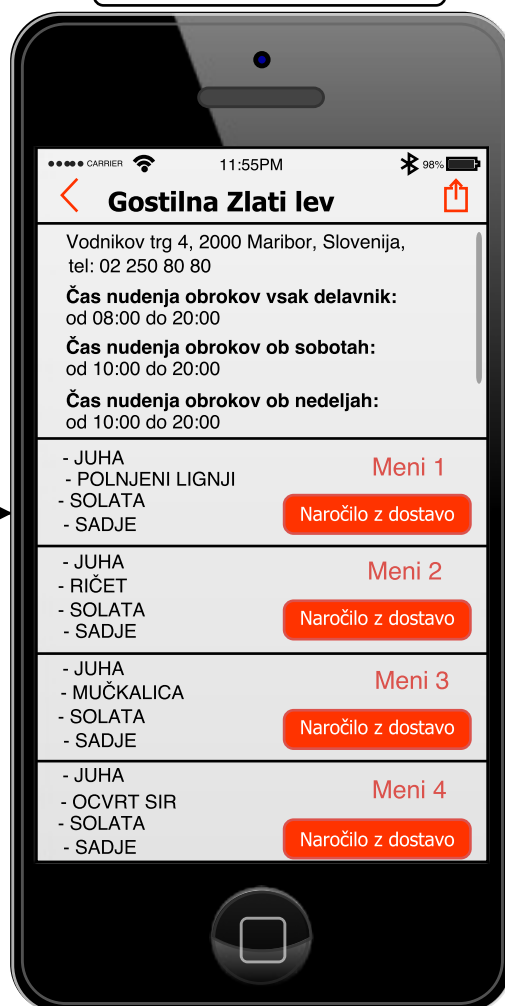 CARRIER 11:55PM 98%
Gostilna Zlati lev
Vodnikov trg 4, 2000 Maribor, Slovenija,
tel: 02 250 80 80
Čas nudenja obrokov vsak delavnik:
od 08:00 do 20:00
Čas nudenja obrokov ob sobotah:
od 10:00 do 20:00
Čas nudenja obrokov ob nedeljah:
od 10:00 do 20:00
- JUHA
- POLNJENI LIGNJI
- SOLATA
- SADJE
Meni 1
Naročilo z dostavo
- JUHA
- RIČET
- SOLATA
- SADJE
Meni 2
Naročilo z dostavo
- JUHA
- MUČKALICA
- SOLATA
- SADJE
Meni 3
Naročilo z dostavo
- JUHA
- OCVRT SIR
- SOLATA
- SADJE
Meni 4
Naročilo z dostavo